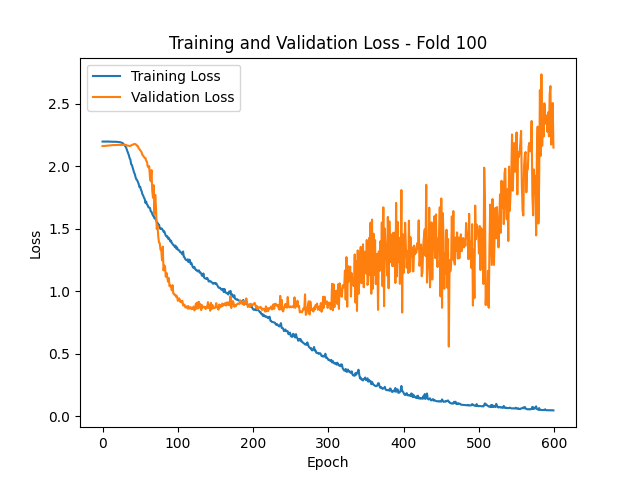 Training and Validation Loss - Fold 100
Training Loss
Validation Loss
2.5
2.0
1.5
1.0
0.5
0.0
Loss
0 100 200 300 400 500 600
Epoch